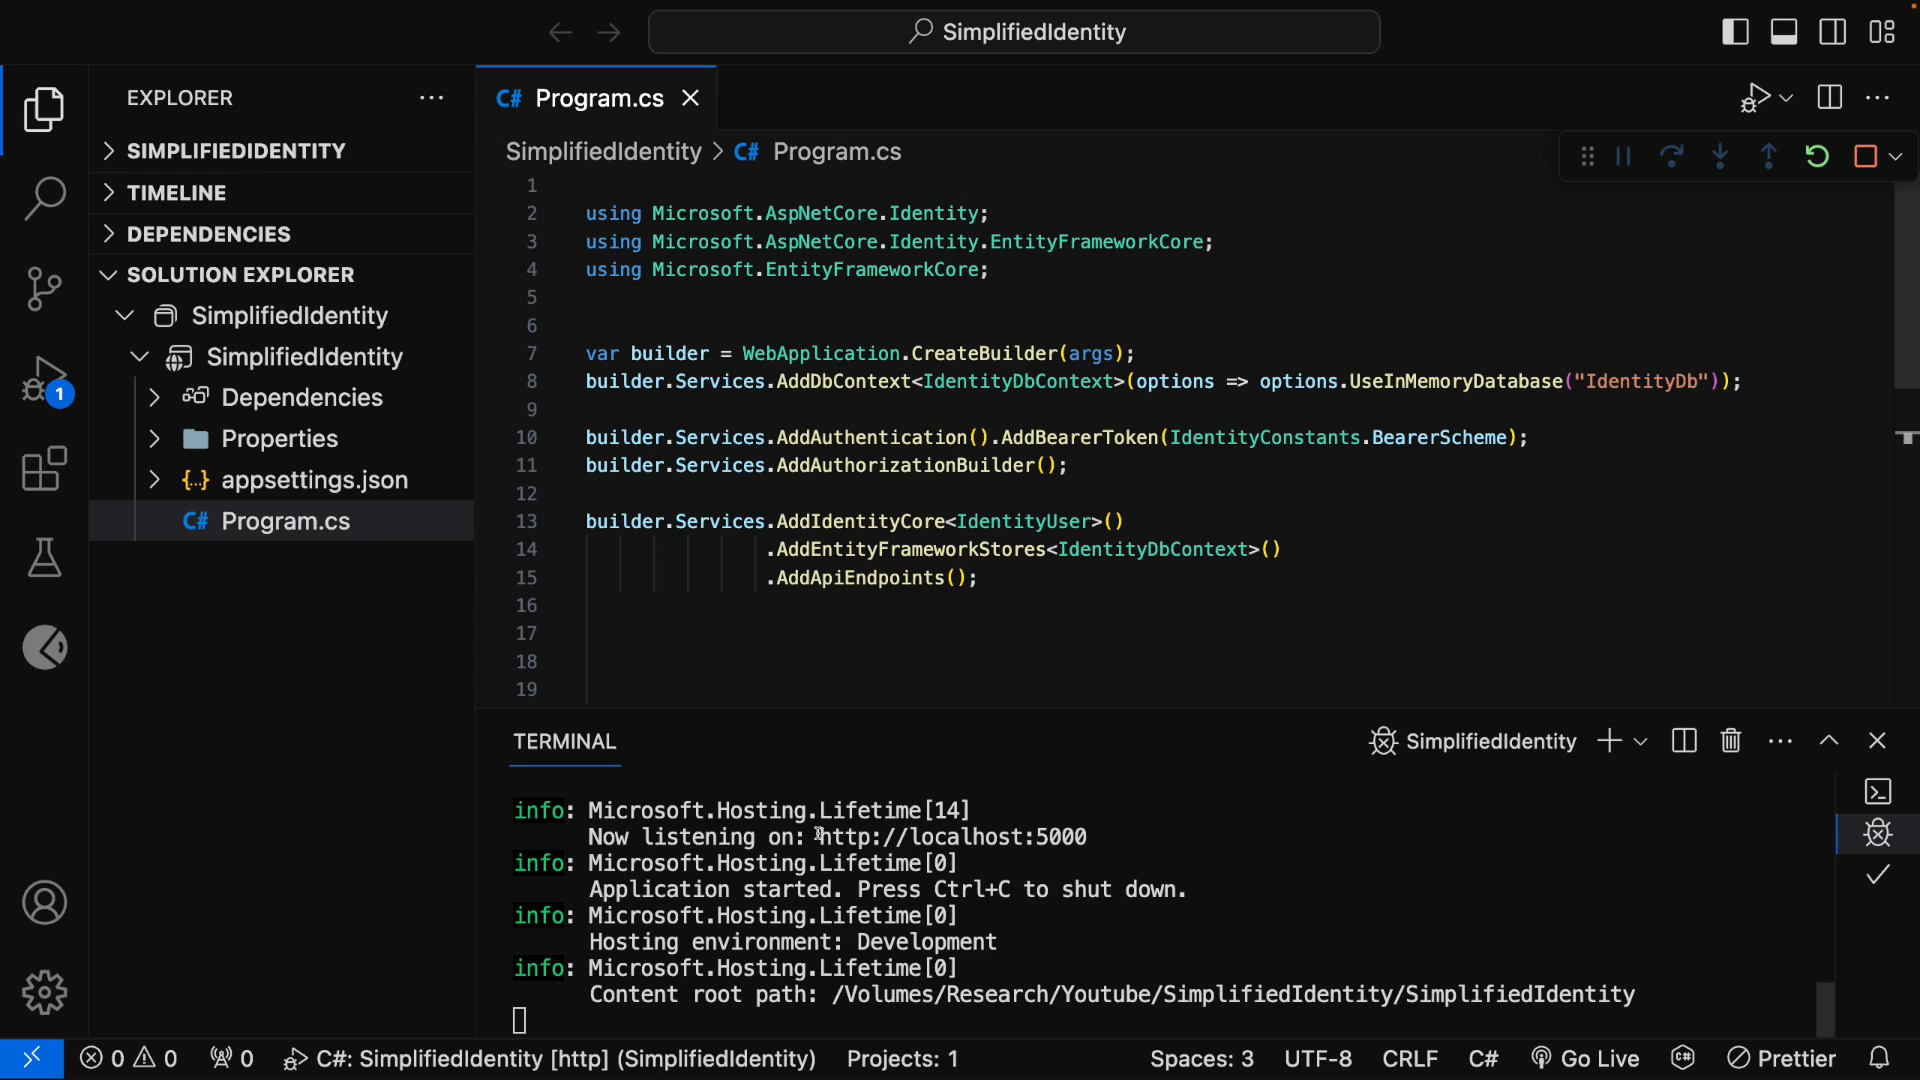 SimplifiedIdentity
EXPLORER
SIMPLIFIEDIDENTITY
TIMELINE
DEPENDENCIES
SOLUTION EXPLORER
SimplifiedIdentity
SimplifiedIdentity
Dependencies
Properties
{..} appsettings.json
C# Program.cs
1
C# Program.cs
SimplifiedIdentity > C# Program.cs
1
2 using Microsoft.AspNetCore.Identity;
3 using Microsoft.AspNetCore.Identity.EntityFrameworkCore;
4 using Microsoft.EntityFrameworkCore;
5
6
7 var builder = WebApplication.CreateBuilder(args);
8 builder.Services.AddDbContext<IdentityDbContext>(options => options.UseInMemoryDatabase("IdentityDb"));
9
10 builder.Services.AddAuthentication().AddBearerToken(IdentityConstants.BearerScheme);
11 builder.Services.AddAuthorizationBuilder();
12
13 builder.Services.AddIdentityCore<IdentityUser>()
14 .AddEntityFrameworkStores<IdentityDbContext>()
15 .AddApiEndpoints();
16
17
18
19
TERMINAL
SimplifiedIdentity
info: Microsoft.Hosting.Lifetime[14]
Now listening on: http://localhost:5000
info: Microsoft.Hosting.Lifetime[0]
Application started. Press Ctrl+C to shut down.
info: Microsoft.Hosting.Lifetime[0]
Hosting environment: Development
info: Microsoft.Hosting.Lifetime[0]
Content root path: /Volumes/Research/Youtube/SimplifiedIdentity/SimplifiedIdentity
0 0 0 C#: SimplifiedIdentity [http] (SimplifiedIdentity) Projects: 1 Spaces: 3 UTF-8 CRLF C# Go Live Prettier